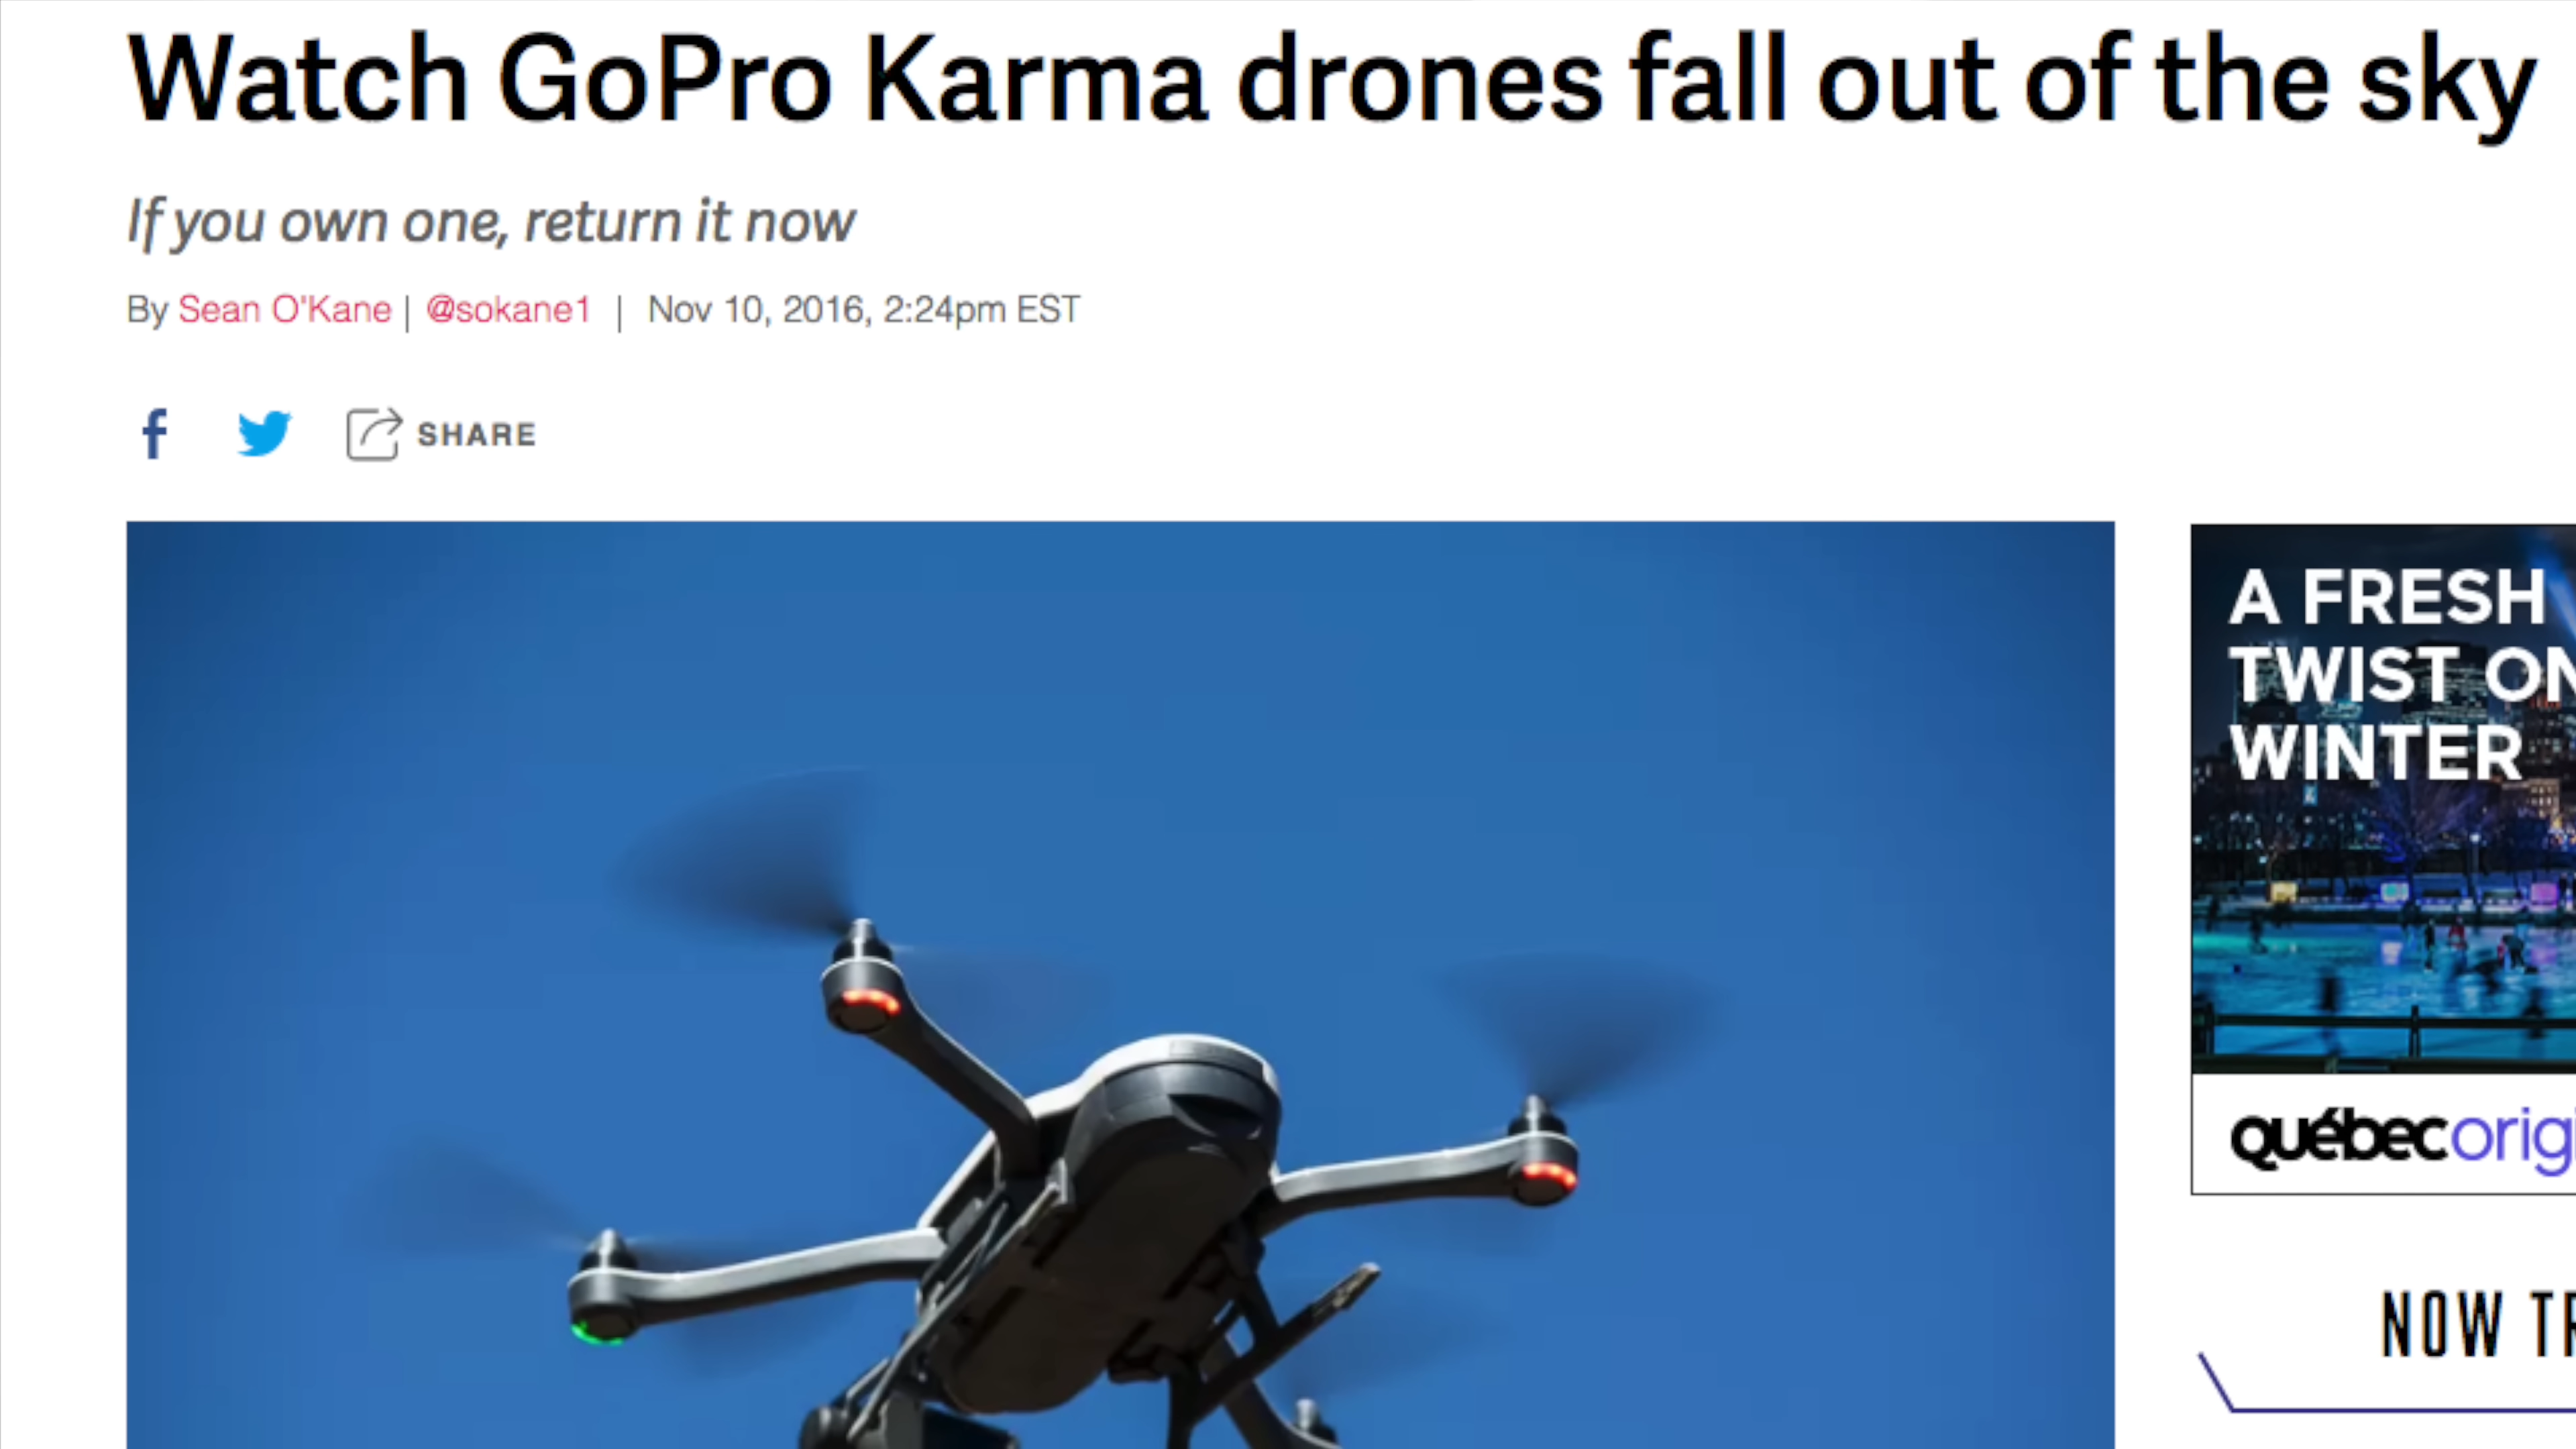 Watch GoPro Karma drones fall out of the sky
If you own one, return it now
By Sean O'Kane | @sokane1 | Nov 10, 2016, 2:24pm EST
SHARE
A FRESH
TWIST ON
WINTER
québecorigi
NOW TR